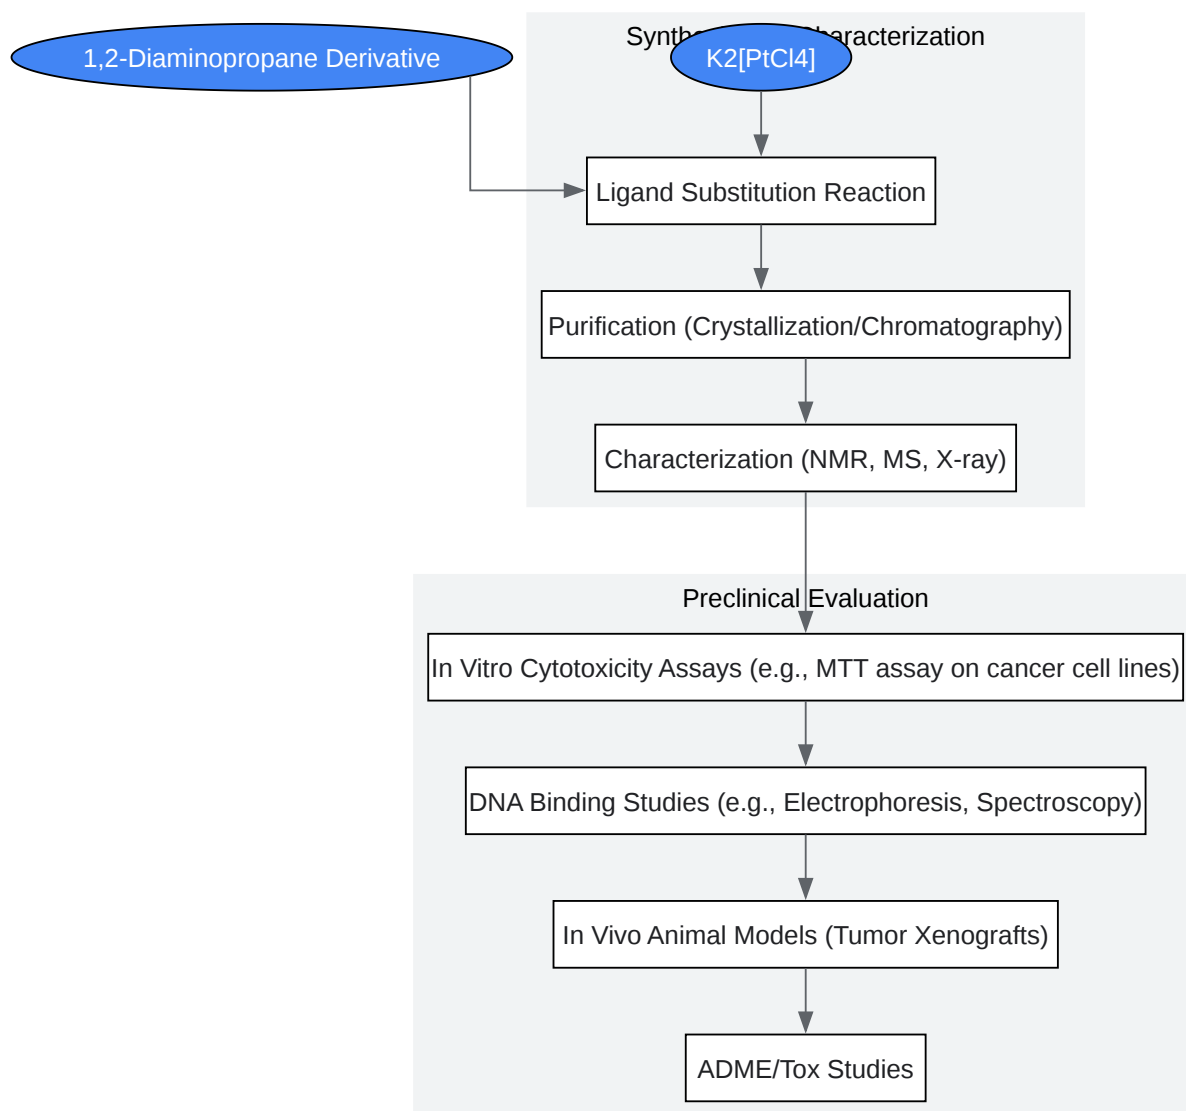 Synthe Characterization
1,2-Diaminopropane Derivative
K2[PtCl4]
Ligand Substitution Reaction
Purification (Crystallization/Chromatography)
Characterization (NMR, MS, X-ray)
Preclinical Evaluation
In Vitro Cytotoxicity Assays (e.g., MTT assay on cancer cell lines)
DNA Binding Studies (e.g., Electrophoresis, Spectroscopy)
In Vivo Animal Models (Tumor Xenografts)
ADME/Tox Studies